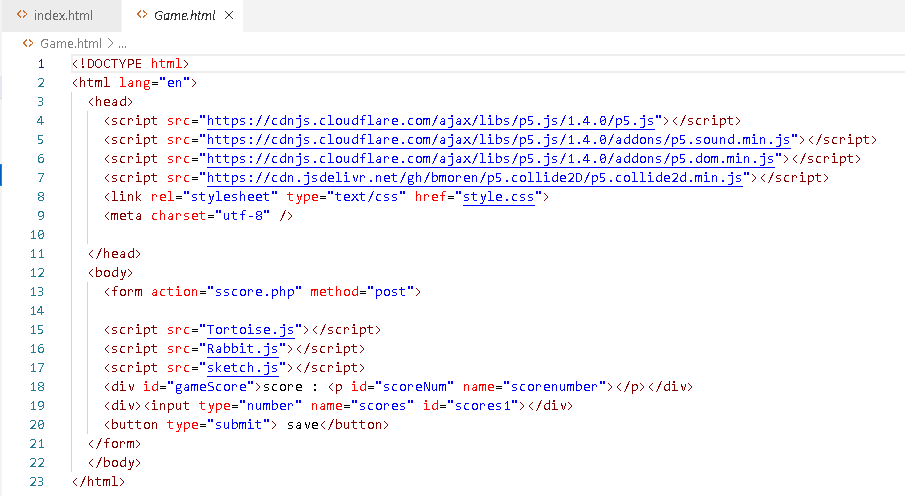 index.html Game.html
Game.html > ...
1 <!DOCTYPE html>
2 <html lang="en">
3 <head>
4 <script src="https://cdnjs.cloudflare.com/ajax/libs/p5.js/1.4.0/p5.js"></script>
5 <script src="https://cdnjs.cloudflare.com/ajax/libs/p5.js/1.4.0/addons/p5.sound.min.js"></script>
6 <script src="https://cdnjs.cloudflare.com/ajax/libs/p5.js/1.4.0/addons/p5.dom.min.js"></script>
7 <script src="https://cdn.jsdelivr.net/gh/bmoren/p5.collide2D/p5.collide2d.min.js"></script>
8 <link rel="stylesheet" type="text/css" href="style.css">
9 <meta charset="utf-8" />
10
11 </head>
12 <body>
13 <form action="sscore.php" method="post">
14
15 <script src="Tortoise.js"></script>
16 <script src="Rabbit.js"></script>
17 <script src="sketch.js"></script>
18 <div id="gameScore">score : <p id="scoreNum" name="scorenumber"></p></div>
19 <div><input type="number" name="scores" id="scores1"></div>
20 <button type="submit"> save</button>
21 </form>
22 </body>
23 </html>